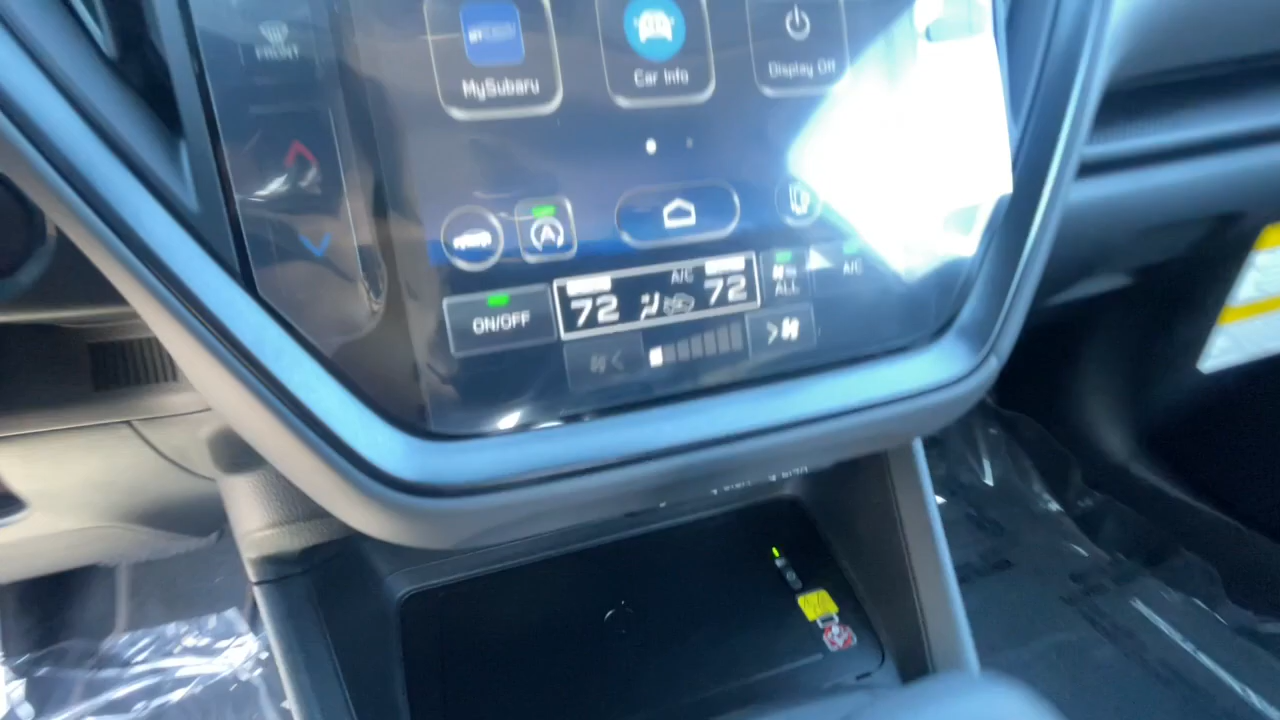 FRONT
MySubaru
Car Info
Display Off
A
A/C
72
72
ON/OFF
ALL
A/C